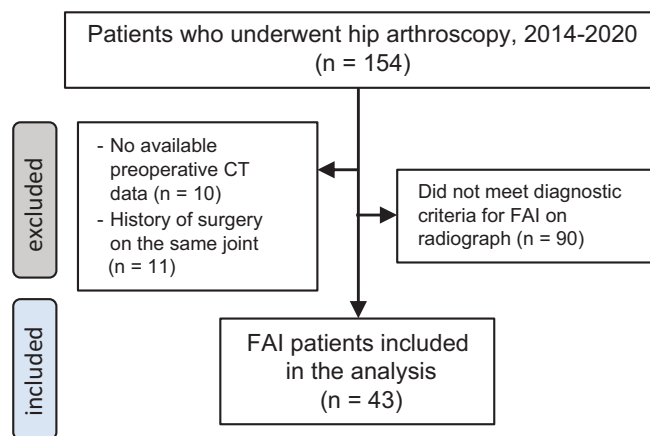 Patients who underwent hip arthroscopy, 2014-2020
(n = 154)
excluded
- No available
preoperative CT
data (n = 10)
- History of surgery
on the same joint
(n = 11)
Did not meet diagnostic
criteria for FAI on
radiograph (n = 90)
included
FAI patients included
in the analysis
(n = 43)